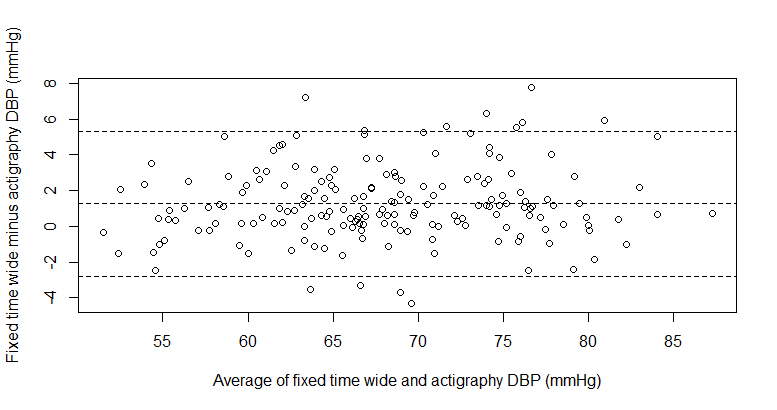 Fixed time wide minus actigraphy DBP (mmHg)
8
6
4
2
0
-2
-4
55 60 65 70 75 80 85
Average of fixed time wide and actigraphy DBP (mmHg)